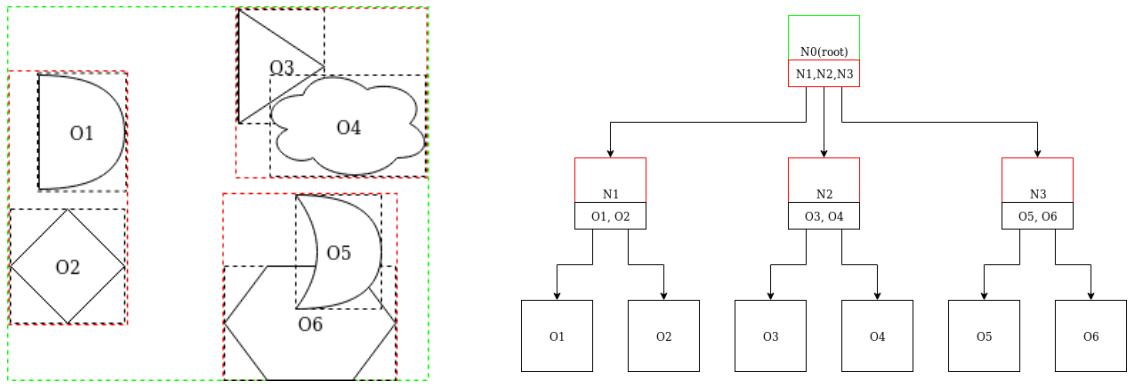 O1
O2
O3
O4
O5
O6
N0(root)
N1,N2,N3
N1
O1, O2
N2
O3, O4
N3
O5, O6
O1
O2
O3
O4
O5
O6